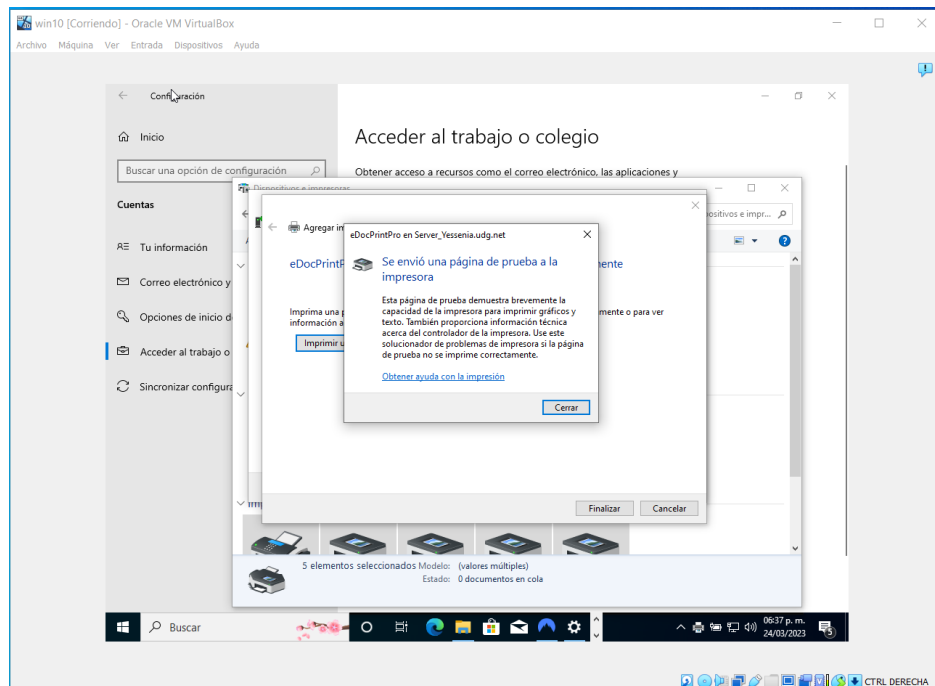 win10 [Corriendo] - Oracle VM VirtualBox
Archivo Máquina Ver Entrada Dispositivos Ayuda
Configuración
Inicio
Buscar una opción de configuración
Cuentas
Tu información
Correo electrónico y
Opciones de inicio d
Acceder al trabajo o
Sincronizar configura
Acceder al trabajo o colegio
Obtener acceso a recursos como el correo electrónico, las aplicaciones y
Dispositivos e impresoras
ositivos e impr...
Agregar im
eDocPrintP
ente
Imprima una p
mente o para ver
información a
Imprimir u
eDocPrintPro en Server_Yessenia.udg.net
Se envió una página de prueba a la
impresora
Esta página de prueba demuestra brevemente la
capacidad de la impresora para imprimir gráficos y
texto. También proporciona información técnica
acerca del controlador de la impresora. Use este
solucionador de problemas de impresora si la página
de prueba no se imprime correctamente.
Obtener ayuda con la impresión
Cerrar
Finalizar Cancelar
5 elementos seleccionados Modelo: (valores múltiples)
Estado: 0 documentos en cola
Buscar
06:37 p. m.
24/03/2023
5
CTRL DERECHA